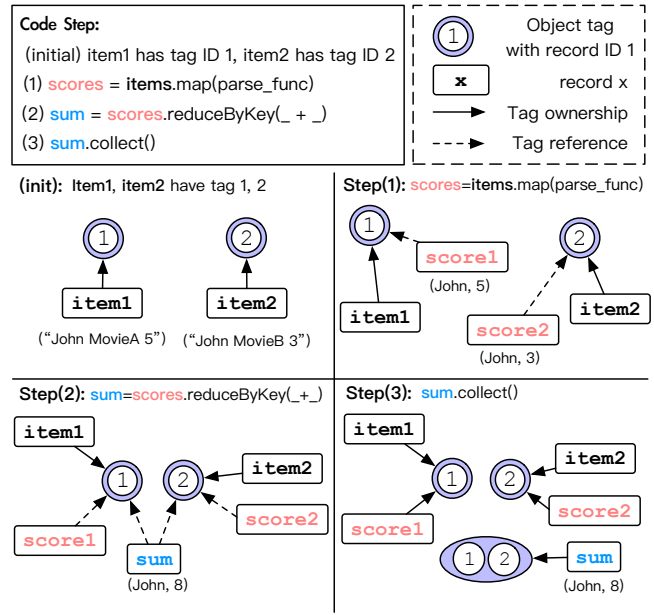 Code Step:
(initial) item1 has tag ID 1, item2 has tag ID 2
(1) scores = items.map(parse_func)
(2) sum = scores.reduceByKey(_ + _)
(3) sum.collect()
1
Object tag
with record ID 1
x
record x
Tag ownership
Tag reference
(init): Item1, item2 have tag 1, 2
1
2
item1
item2
(“John MovieA 5”)
(“John MovieB 3”)
Step(1): scores=items.map(parse_func)
1
2
score1
(John, 5)
item1
item2
score2
(John, 3)
Step(2): sum=scores.reduceByKey(_+_)
item1
1
2
item2
score1
score2
sum
(John, 8)
Step(3): sum.collect()
item1
1
2
item2
score1
score2
1
2
sum
(John, 8)